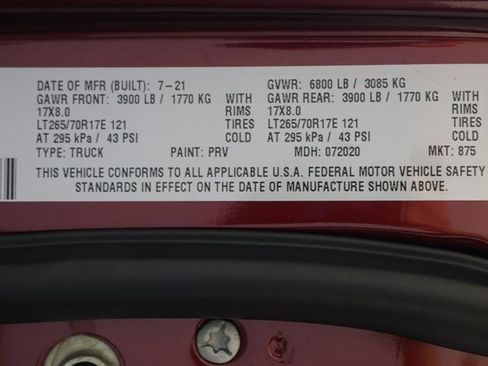 DATE OF MFR (BUILT): 7-21 GVWR: 6800 LB / 3085 KG
GAWR FRONT: 3900 LB / 1770 KG WITH GAWR REAR: 3900 LB / 1770 KG WITH
17X8.0 RIMS 17X8.0 RIMS
LT265/70R17E 121 TIRES LT265/70R17E 121 TIRES
AT 295 kPa / 43 PSI COLD AT 295 kPa / 43 PSI COLD
TYPE: TRUCK PAINT: PRV MDH: 072020 MKT: 875
THIS VEHICLE CONFORMS TO ALL APPLICABLE U.S.A. FEDERAL MOTOR VEHICLE SAFETY
STANDARDS IN EFFECT ON THE DATE OF MANUFACTURE SHOWN ABOVE.